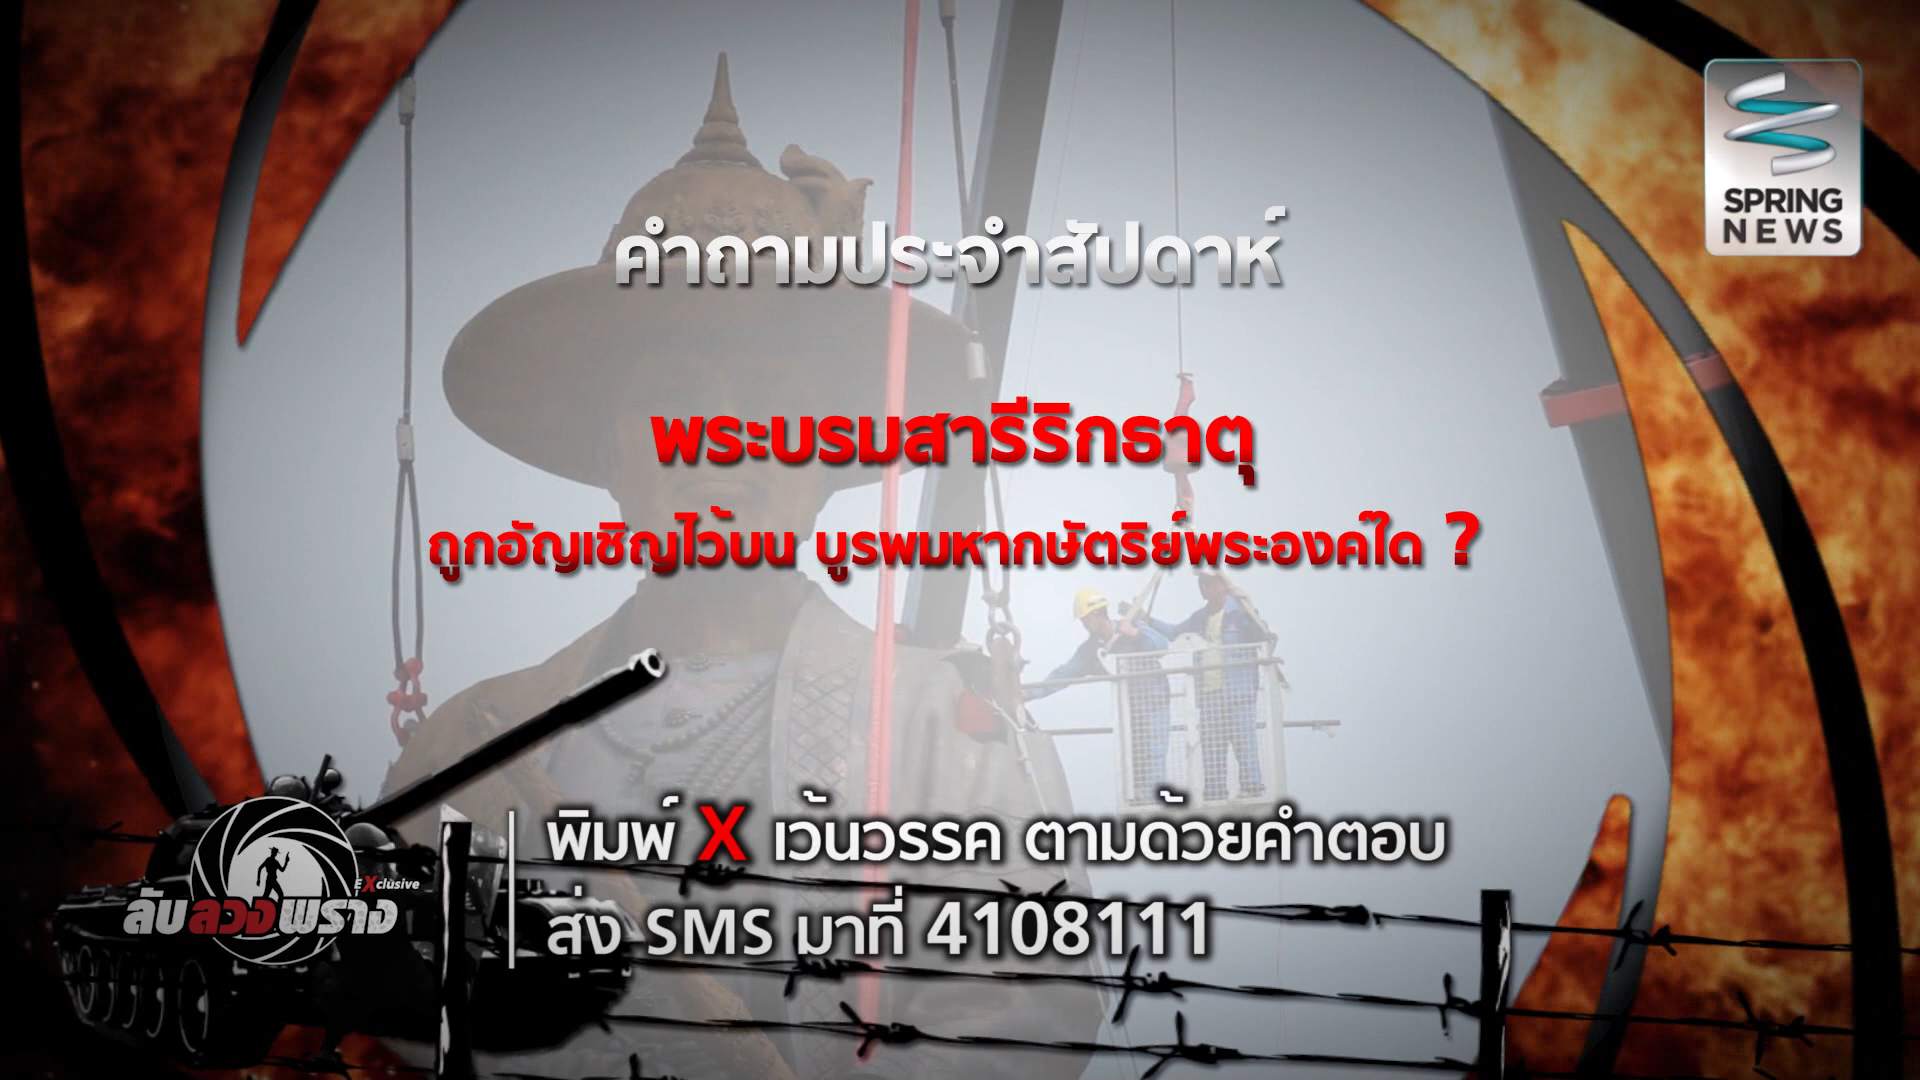 SPRING
NEWS
คำถามประจำสัปดาห์
พระบรมสารีริกธาตุ
ถูกอัญเชิญไว้บน บูรพมหากษัตริย์พระองค์ใด ?
พิมพ์ X เว้นวรรค ตามด้วยคำตอบ
ส่ง SMS มาที่ 4108111
EXclusive
ลับลวงพราง